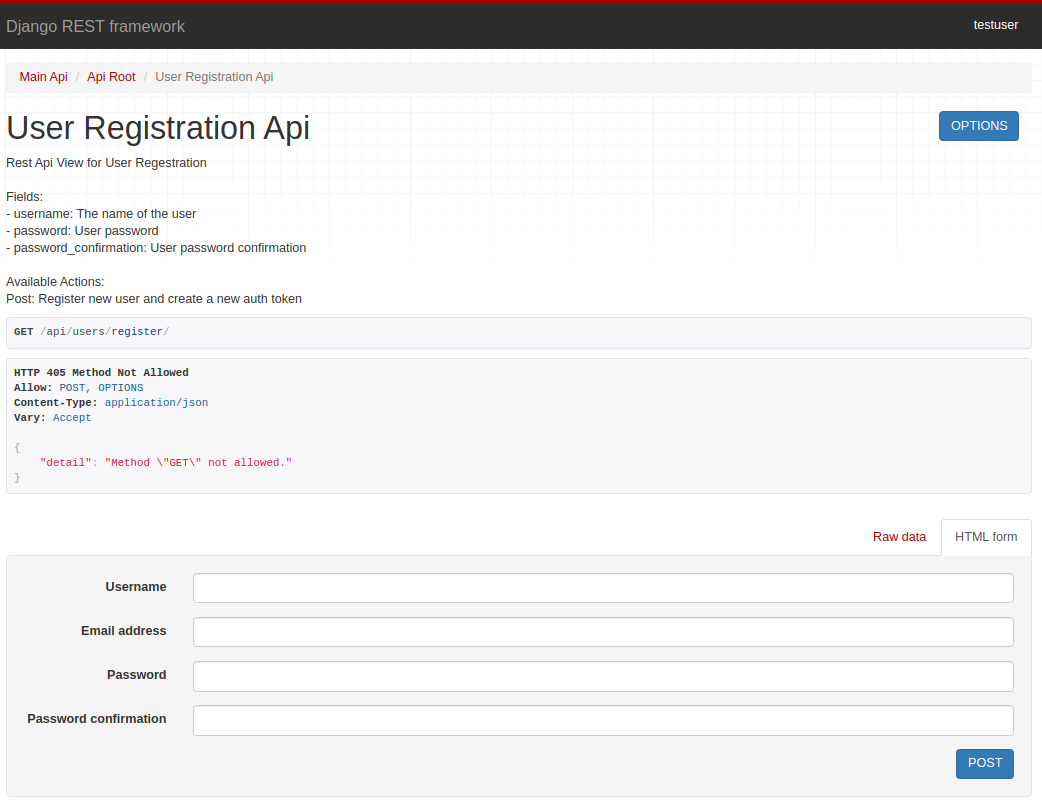 Django REST framework testuser
Main Api / Api Root / User Registration Api
User Registration Api OPTIONS
Rest Api View for User Regestration
Fields:
- username: The name of the user
- password: User password
- password_confirmation: User password confirmation
Available Actions:
Post: Register new user and create a new auth token
GET /api/users/register/
HTTP 405 Method Not Allowed
Allow: POST, OPTIONS
Content-Type: application/json
Vary: Accept
{
"detail": "Method \"GET\" not allowed."
}
Raw data HTML form
Username
Email address
Password
Password confirmation
POST